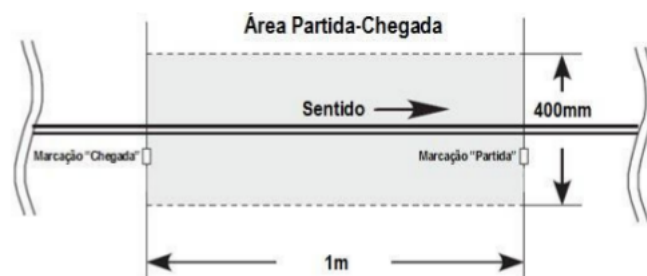 Área Partida-Chegada
Sentido
400mm
Marcação "Chegada"
Marcação "Partida"
1m